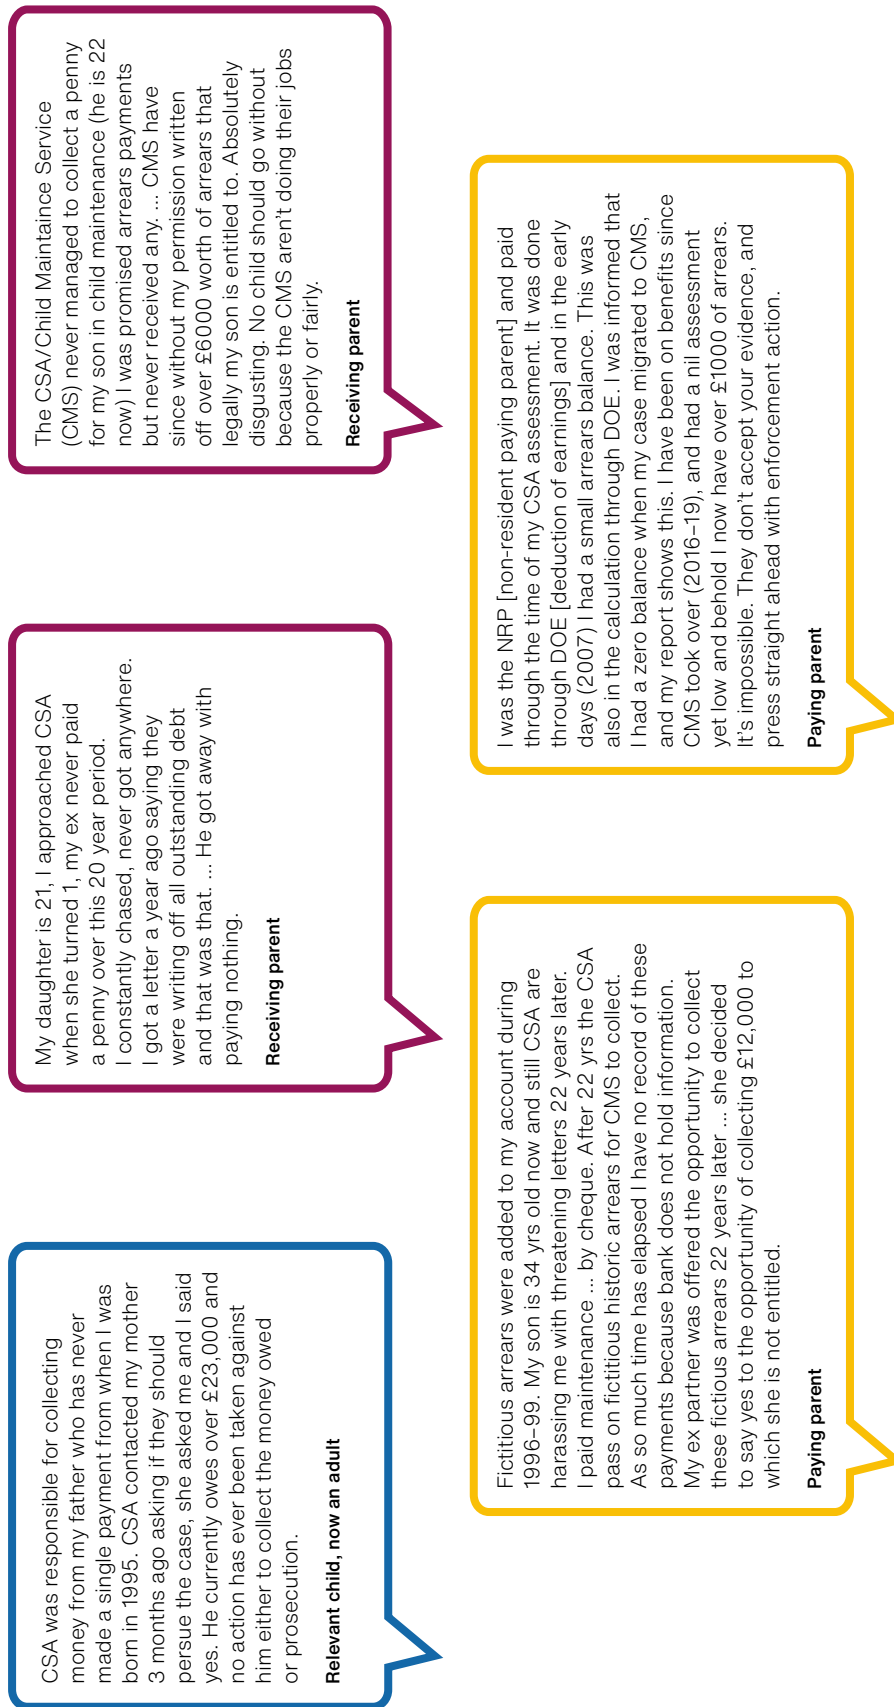 CSA was responsible for collecting
money from my father who has never
made a single payment from when I was
born in 1995. CSA contacted my mother
3 months ago asking if they should
persue the case, she asked me and I said
yes. He currently owes over £23,000 and
no action has ever been taken against
him either to collect the money owed
or prosecution.
Relevant child, now an adult
My daughter is 21, I approached CSA
when she turned 1, my ex never paid
a penny over this 20 year period.
I constantly chased, never got anywhere.
I got a letter a year ago saying they
were writing off all outstanding debt
and that was that. ... He got away with
paying nothing.
Receiving parent
The CSA/Child Maintaince Service
(CMS) never managed to collect a penny
for my son in child maintenance (he is 22
now) I was promised arrears payments
but never received any. ... CMS have
since without my permission written
off over £6000 worth of arrears that
legally my son is entitled to. Absolutely
disgusting. No child should go without
because the CMS aren't doing their jobs
properly or fairly.
Receiving parent
Fictitious arrears were added to my account during
1996–99. My son is 34 yrs old now and still CSA are
harassing me with threatening letters 22 years later.
I paid maintenance ... by cheque. After 22 yrs the CSA
pass on fictitious historic arrears for CMS to collect.
As so much time has elapsed I have no record of these
payments because bank does not hold information.
My ex partner was offered the opportunity to collect
these fictious arrears 22 years later ... she decided
to say yes to the opportunity of collecting £12,000 to
which she is not entitled.
Paying parent
I was the NRP [non-resident paying parent] and paid
through the time of my CSA assessment. It was done
through DOE [deduction of earnings] and in the early
days (2007) I had a small arrears balance. This was
also in the calculation through DOE. I was informed that
I had a zero balance when my case migrated to CMS,
and my report shows this. I have been on benefits since
CMS took over (2016–19), and had a nil assessment
yet low and behold I now have over £1000 of arrears.
It's impossible. They don't accept your evidence, and
press straight ahead with enforcement action.
Paying parent